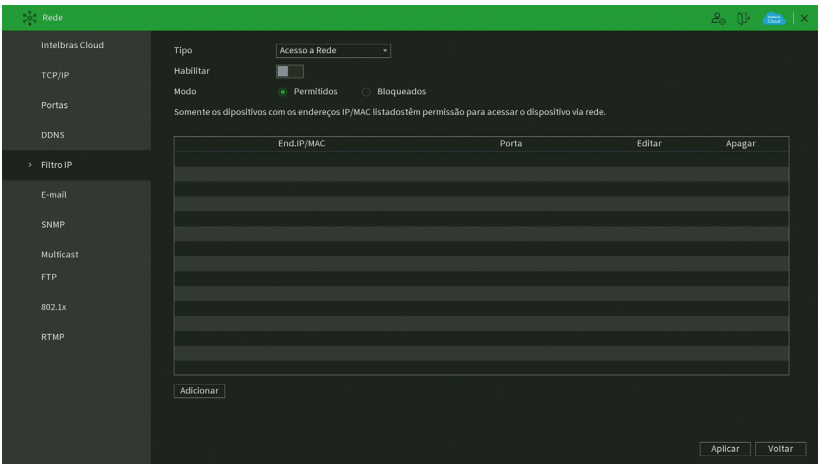 Rede
Intelbras Cloud
TCP/IP
Portas
DDNS
Filtro IP
E-mail
SNMP
Multicast
FTP
802.1x
RTMP
Tipo Acesso a Rede
Habilitar
Modo Permitidos Bloqueados
Somente os dipositivos com os endereços IP/MAC listadostêm permissão para acessar o dispositivo via rede.
End.IP/MAC Porta Editar Apagar
Adicionar
Aplicar Voltar